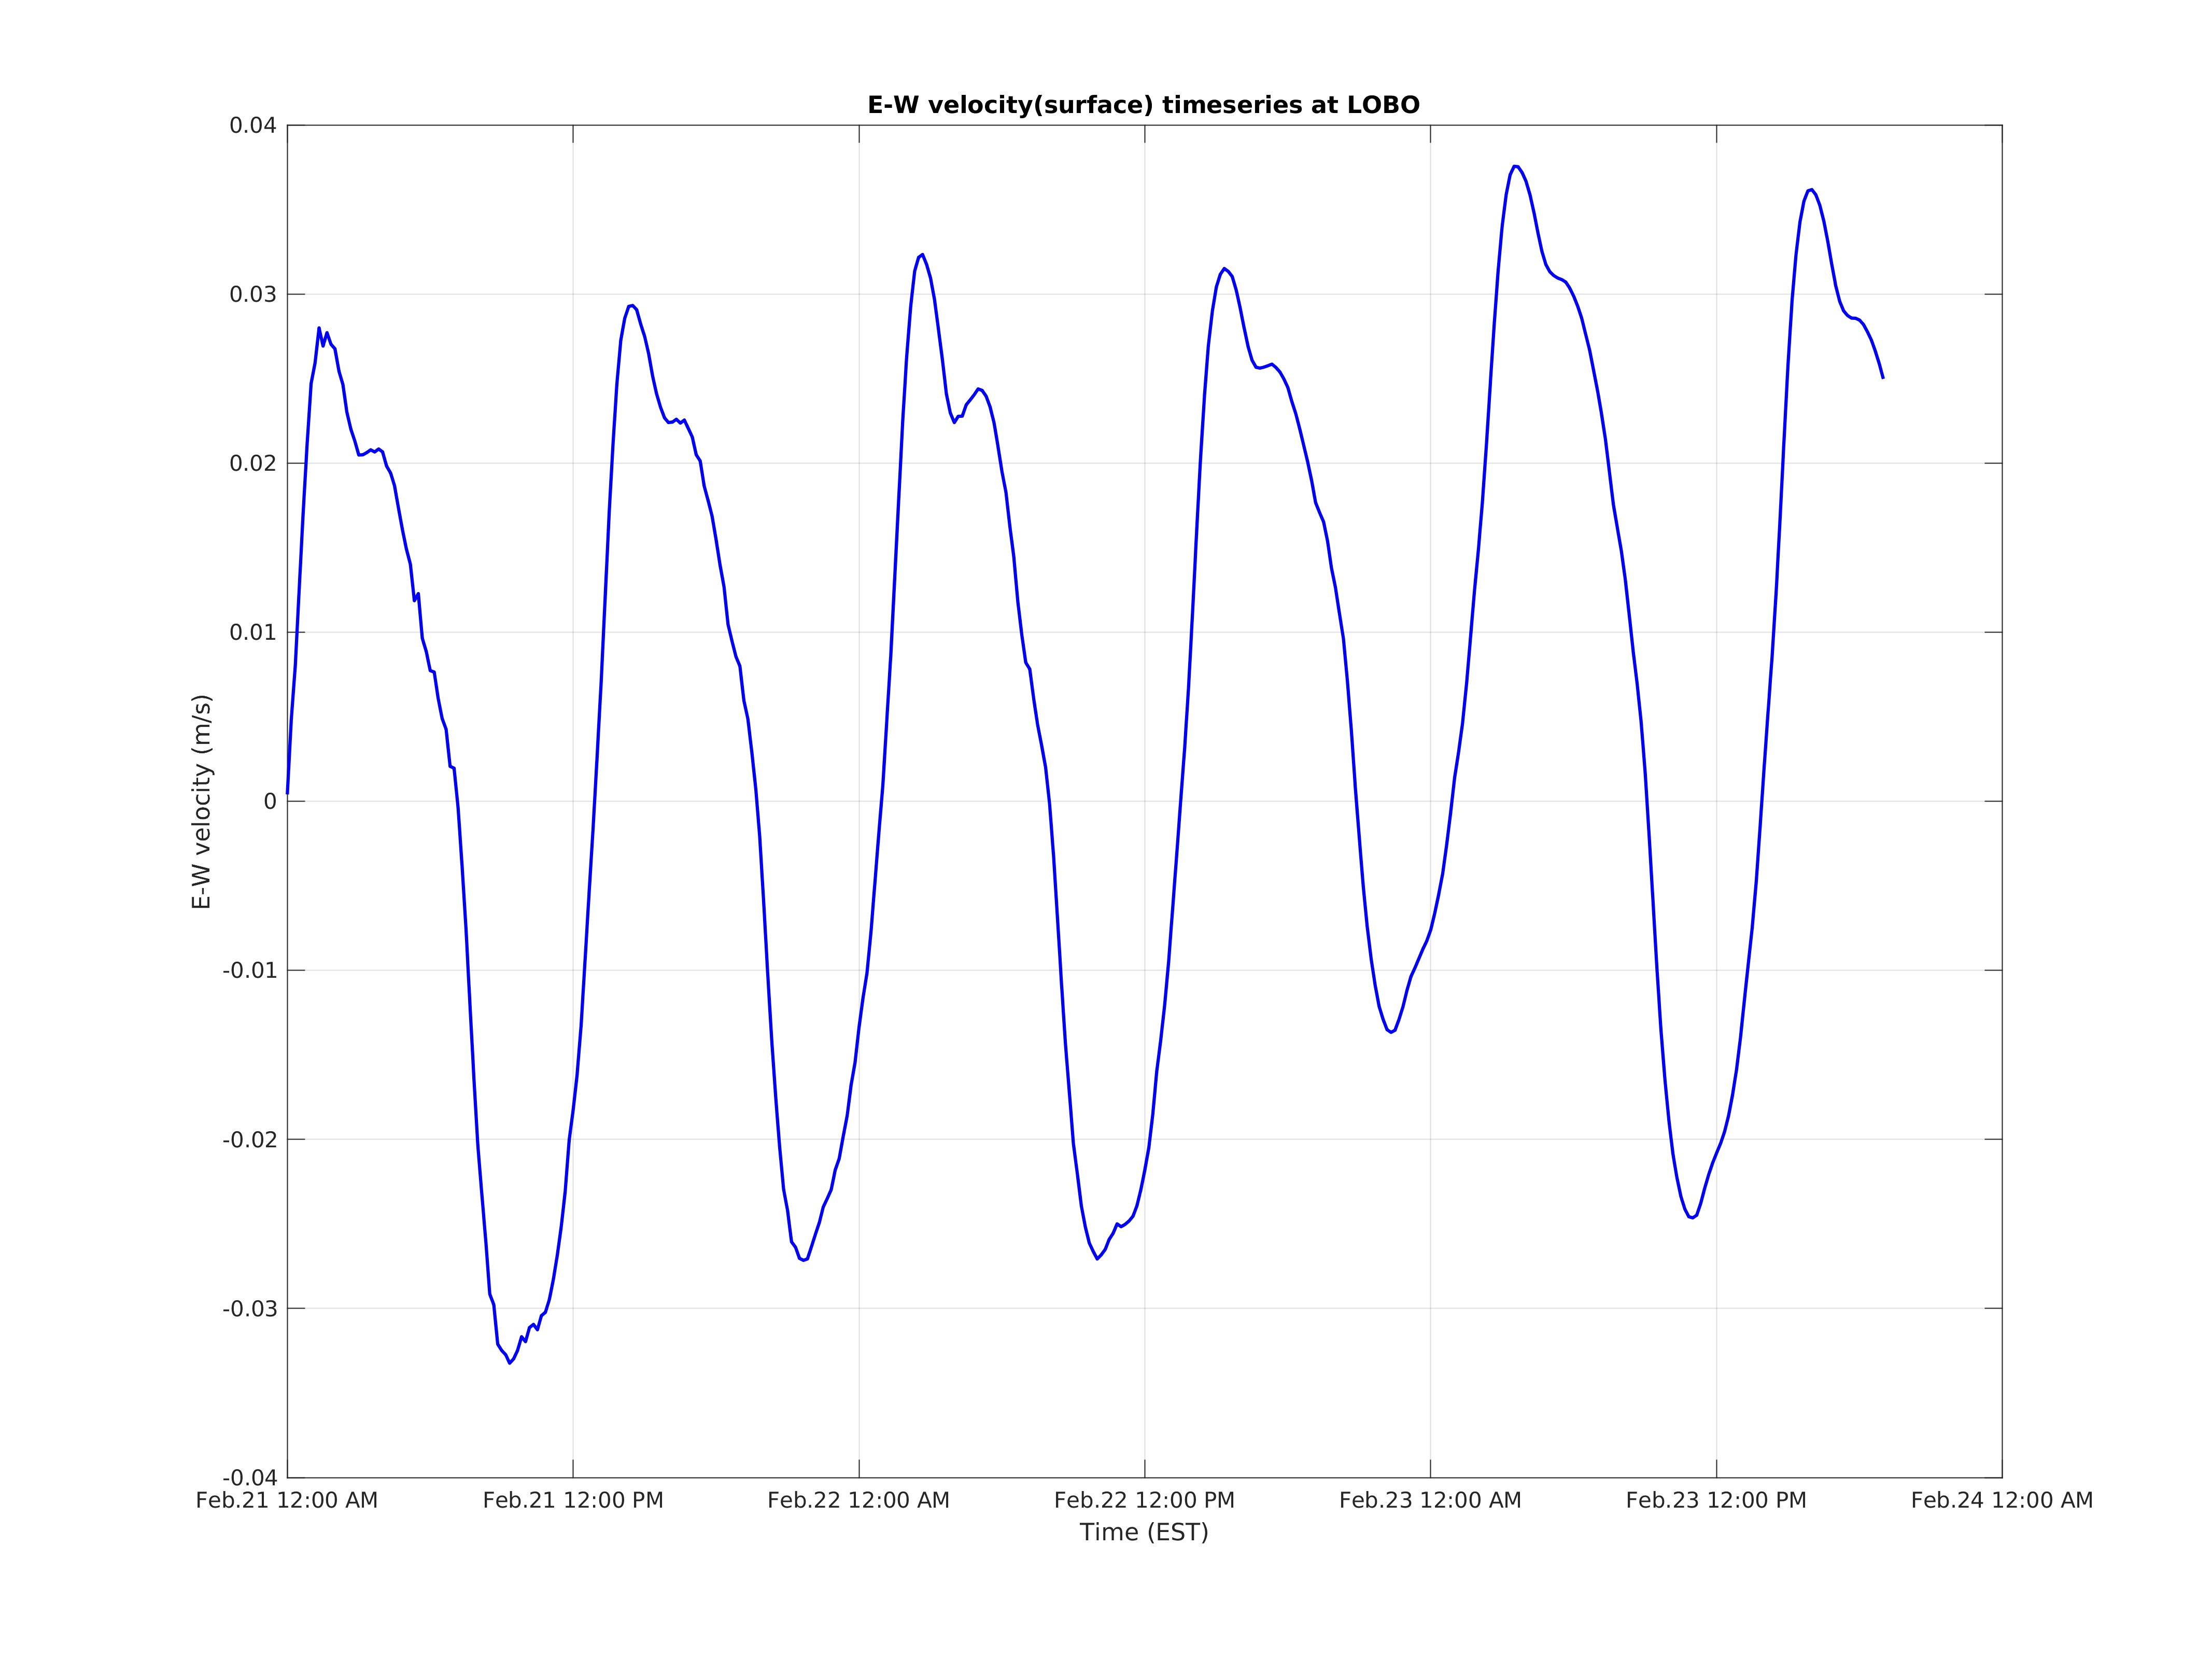 E-W velocity(surface) timeseries at LOBO
0.04
0.03
0.02
0.01
0
-0.01
-0.02
-0.03
-0.04
E-W velocity (m/s)
Feb.21 12:00 AM Feb.21 12:00 PM Feb.22 12:00 AM Feb.22 12:00 PM Feb.23 12:00 AM Feb.23 12:00 PM Feb.24 12:00 AM
Time (EST)